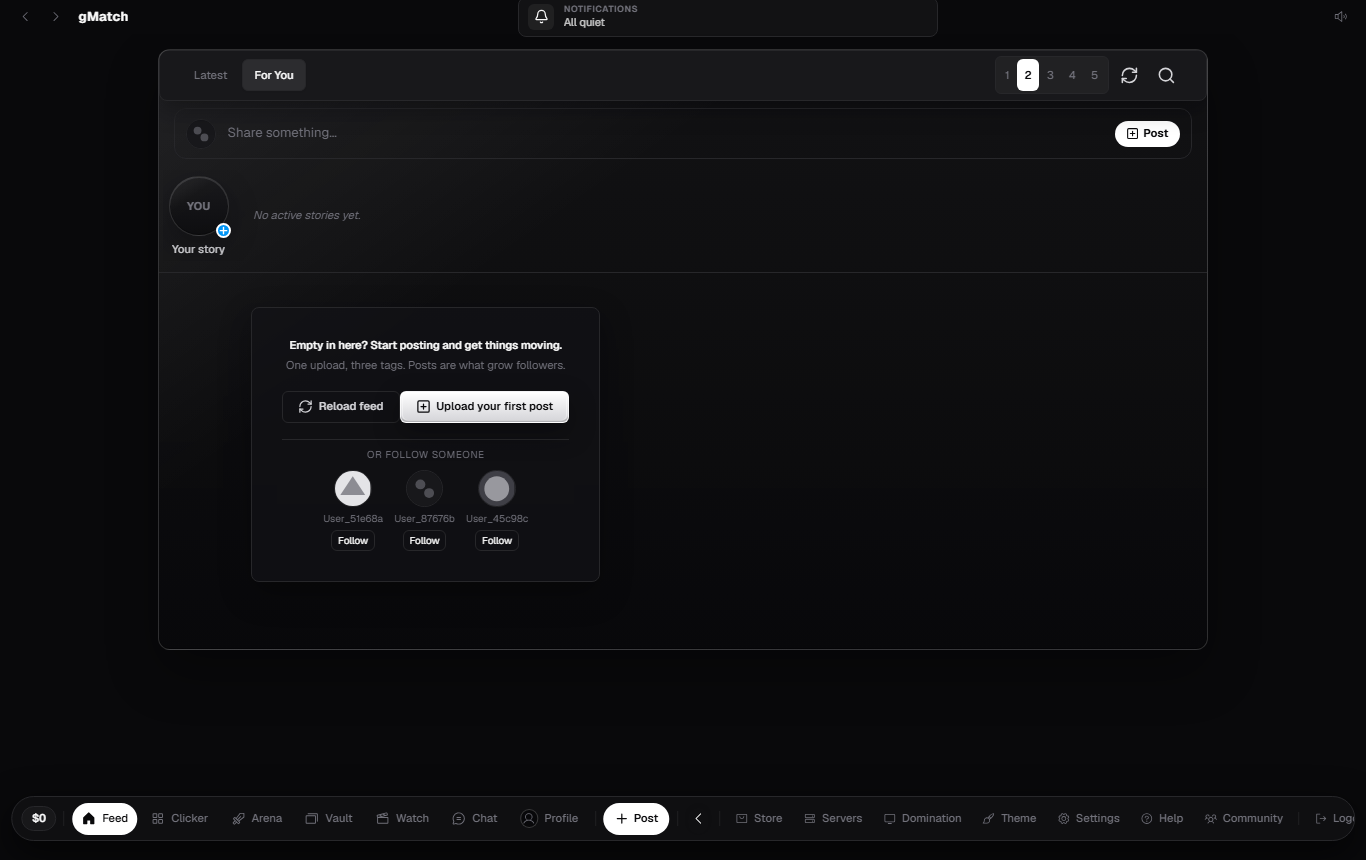 gMatch
NOTIFICATIONS
All quiet
Latest
For You
1 2 3 4 5
Share something...
Post
YOU
Your story
No active stories yet.
Empty in here? Start posting and get things moving.
One upload, three tags. Posts are what grow followers.
Reload feed
Upload your first post
OR FOLLOW SOMEONE
User_51e68a User_87676b User_45c98c
Follow Follow Follow
$0 Feed Clicker Arena Vault Watch Chat Profile Post Store Servers Domination Theme Settings Help Community